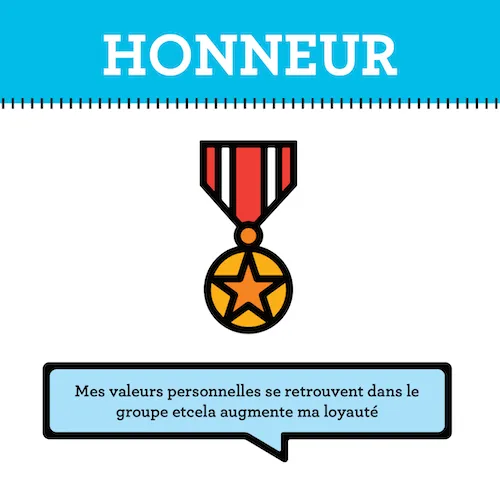 HONNEUR
Mes valeurs personnelles se retrouvent dans le
groupe etcela augmente ma loyauté